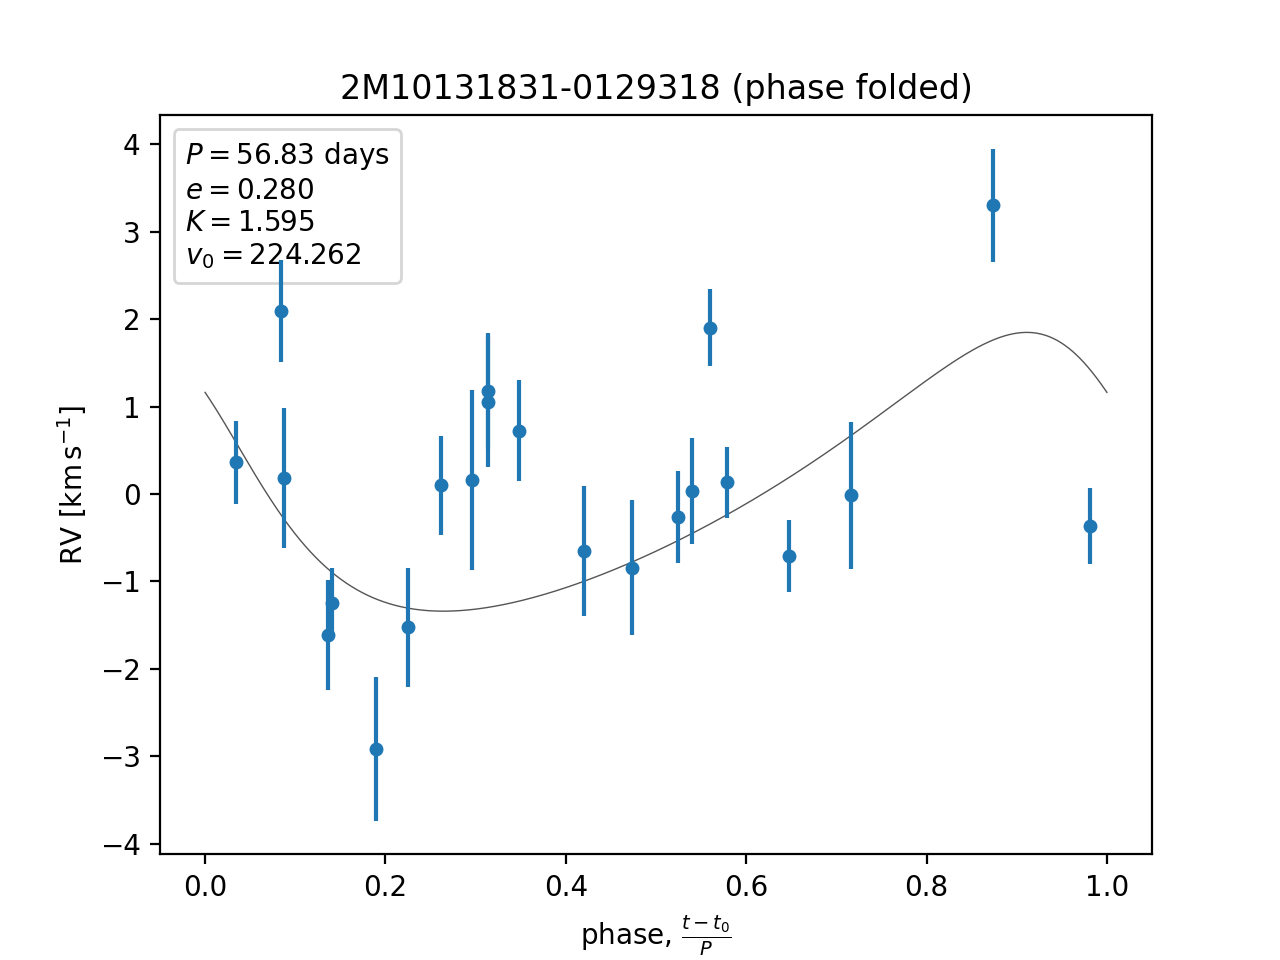 2M10131831-0129318 (phase folded)
P = 56.83 days
e = 0.280
K = 1.595
v₀ = 224.262
4
3
2
1
0
−1
−2
−3
−4
RV [km s⁻¹]
0.0 0.2 0.4 0.6 0.8 1.0
phase, (t − t₀)/P